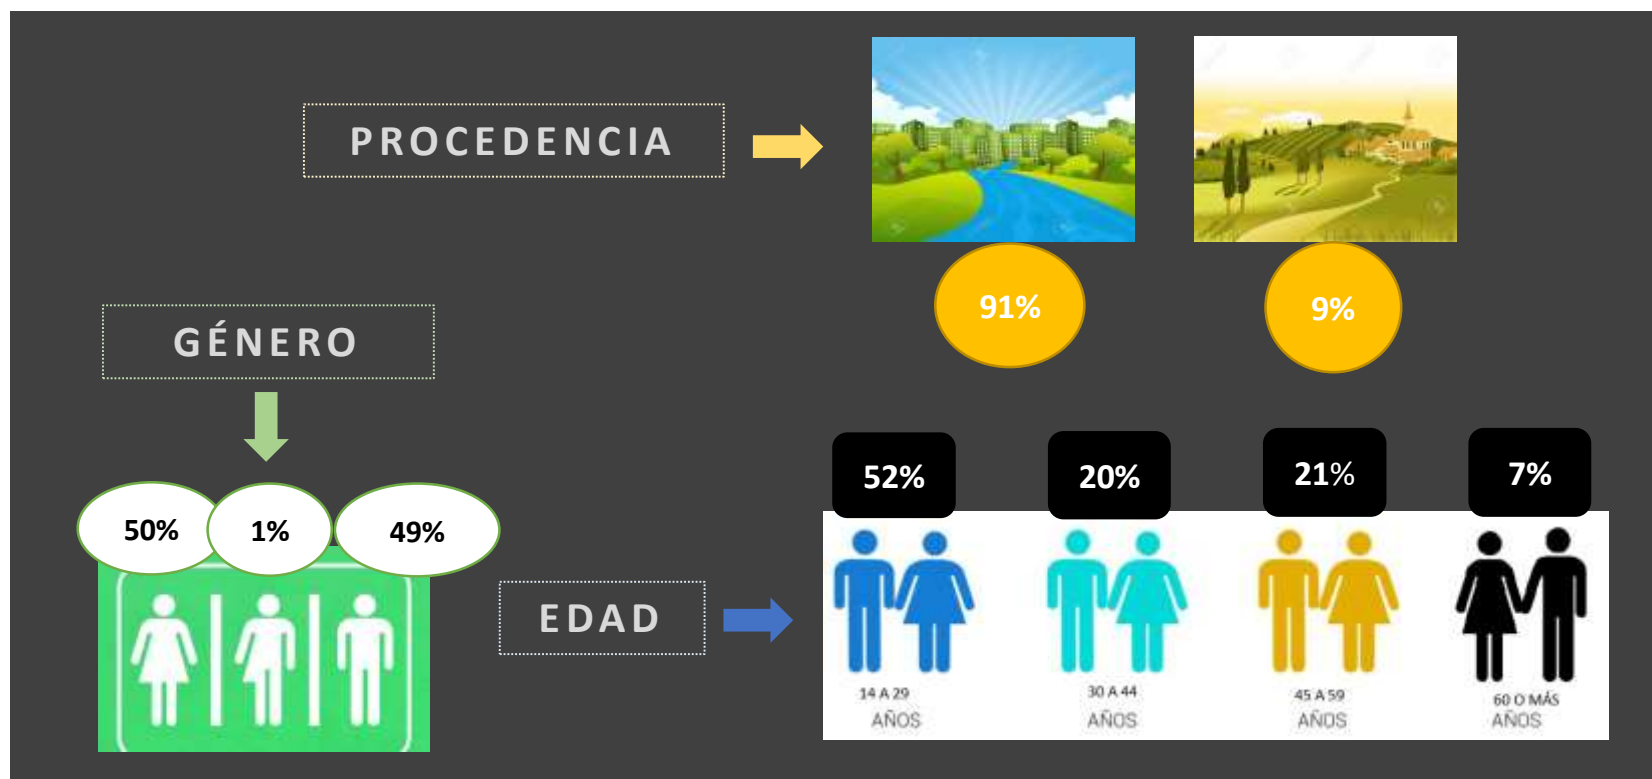 PROCEDENCIA
91%
9%
GÉNERO
50%
1%
49%
EDAD
52%
20%
21%
7%
14 A 29
AÑOS
30 A 44
AÑOS
45 A 59
AÑOS
60 O MÁS
AÑOS